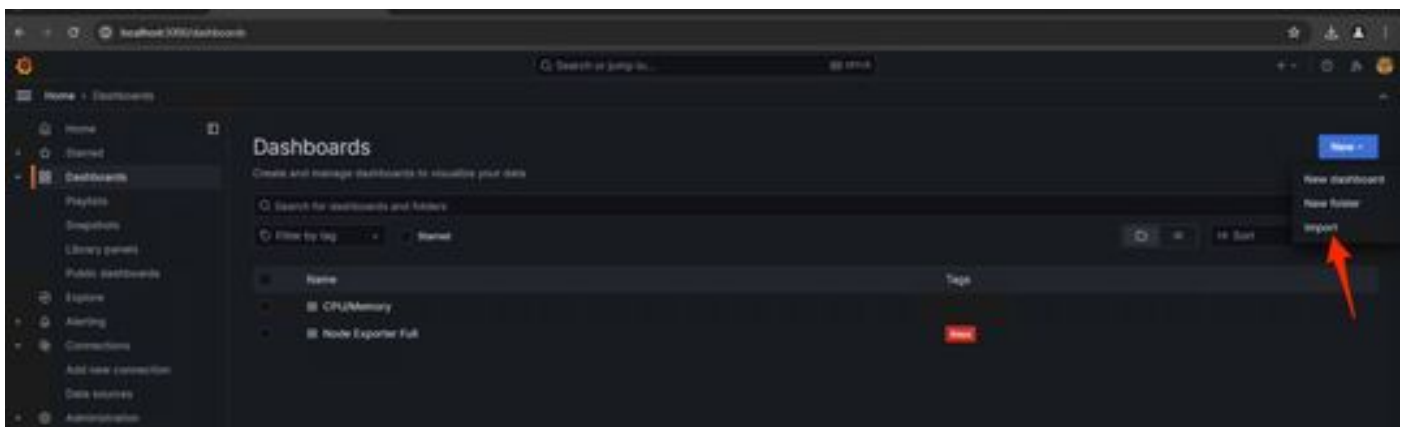 localhost:3000/dashboards
Search or jump to...
Home › Dashboards
Home
Starred
Dashboards
Playlists
Snapshots
Library panels
Public dashboards
Explore
Alerting
Connections
Add new connection
Data sources
Administration
Dashboards
New
Create and manage dashboards to visualize your data
New dashboard
New folder
Import
Search for dashboards and folders
Filter by tag
Starred
Sort
Name Tags
CPU/Memory
Node Exporter Full